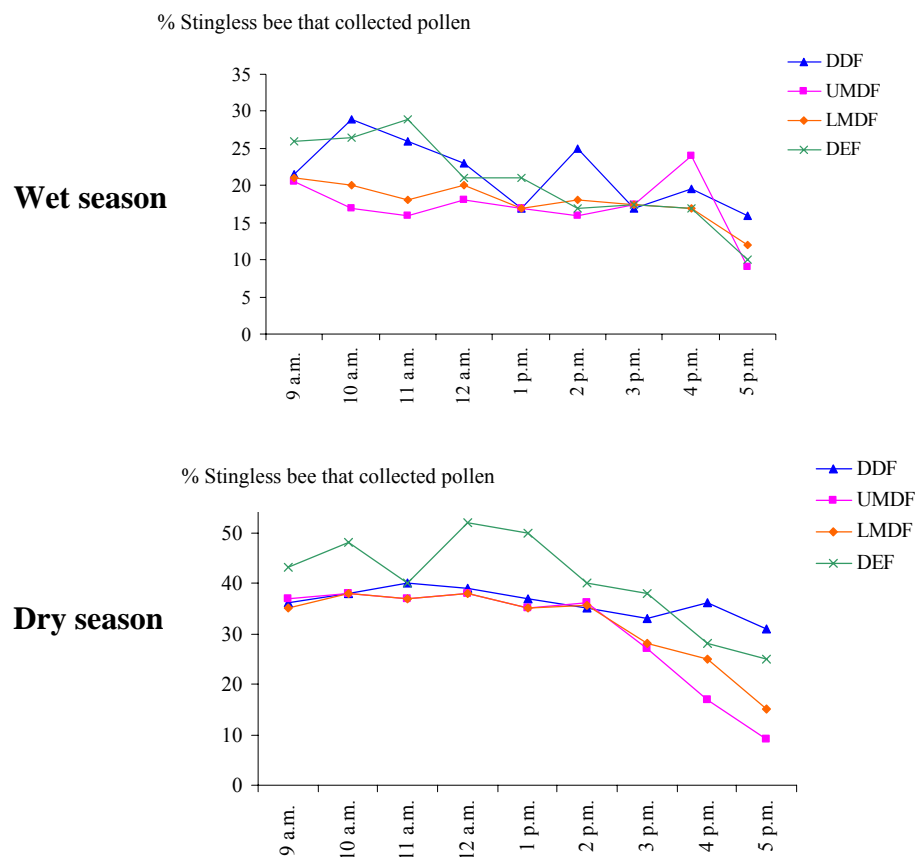 % Stingless bee that collected pollen
DDF
UMDF
LMDF
DEF
Wet season
35
30
25
20
15
10
5
0
9 a.m.
10 a.m.
11 a.m.
12 a.m.
1 p.m.
2 p.m.
3 p.m.
4 p.m.
5 p.m.
% Stingless bee that collected pollen
DDF
UMDF
LMDF
DEF
Dry season
50
40
30
20
10
0
9 a.m.
10 a.m.
11 a.m.
12 a.m.
1 p.m.
2 p.m.
3 p.m.
4 p.m.
5 p.m.